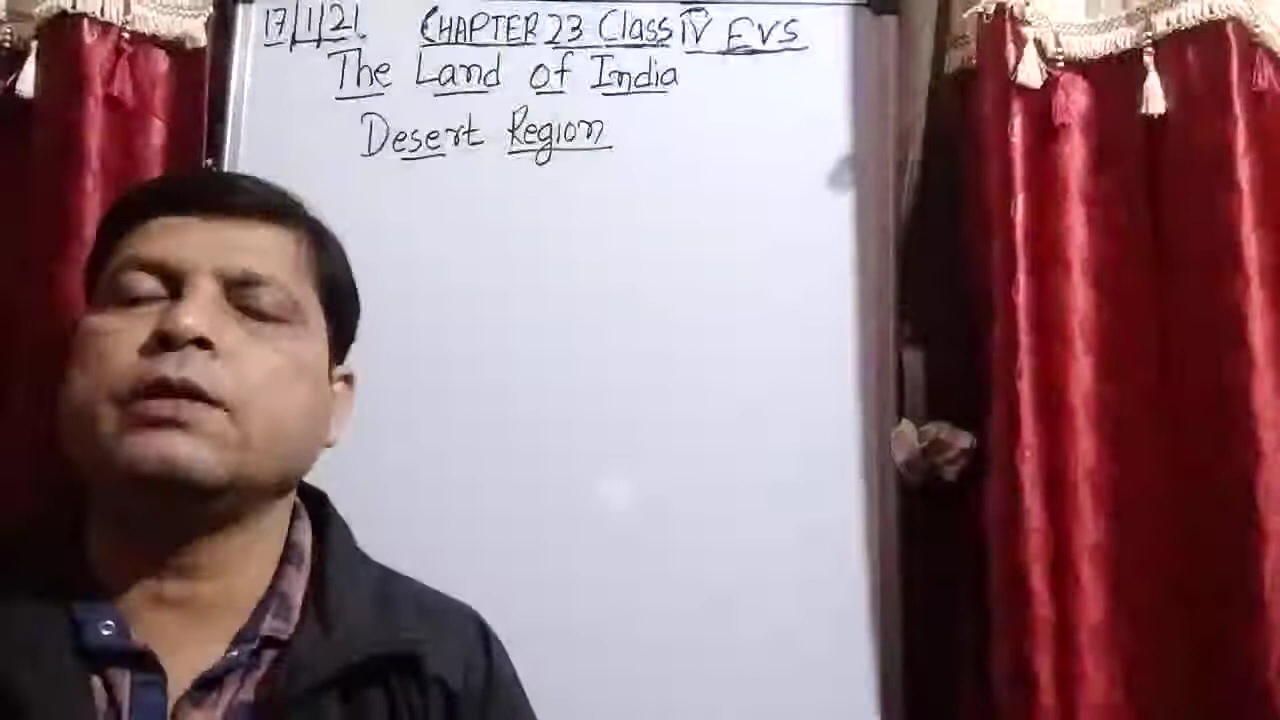 17/1/21. CHAPTER 23 Class IV EVS
The Land of India
Desert Region